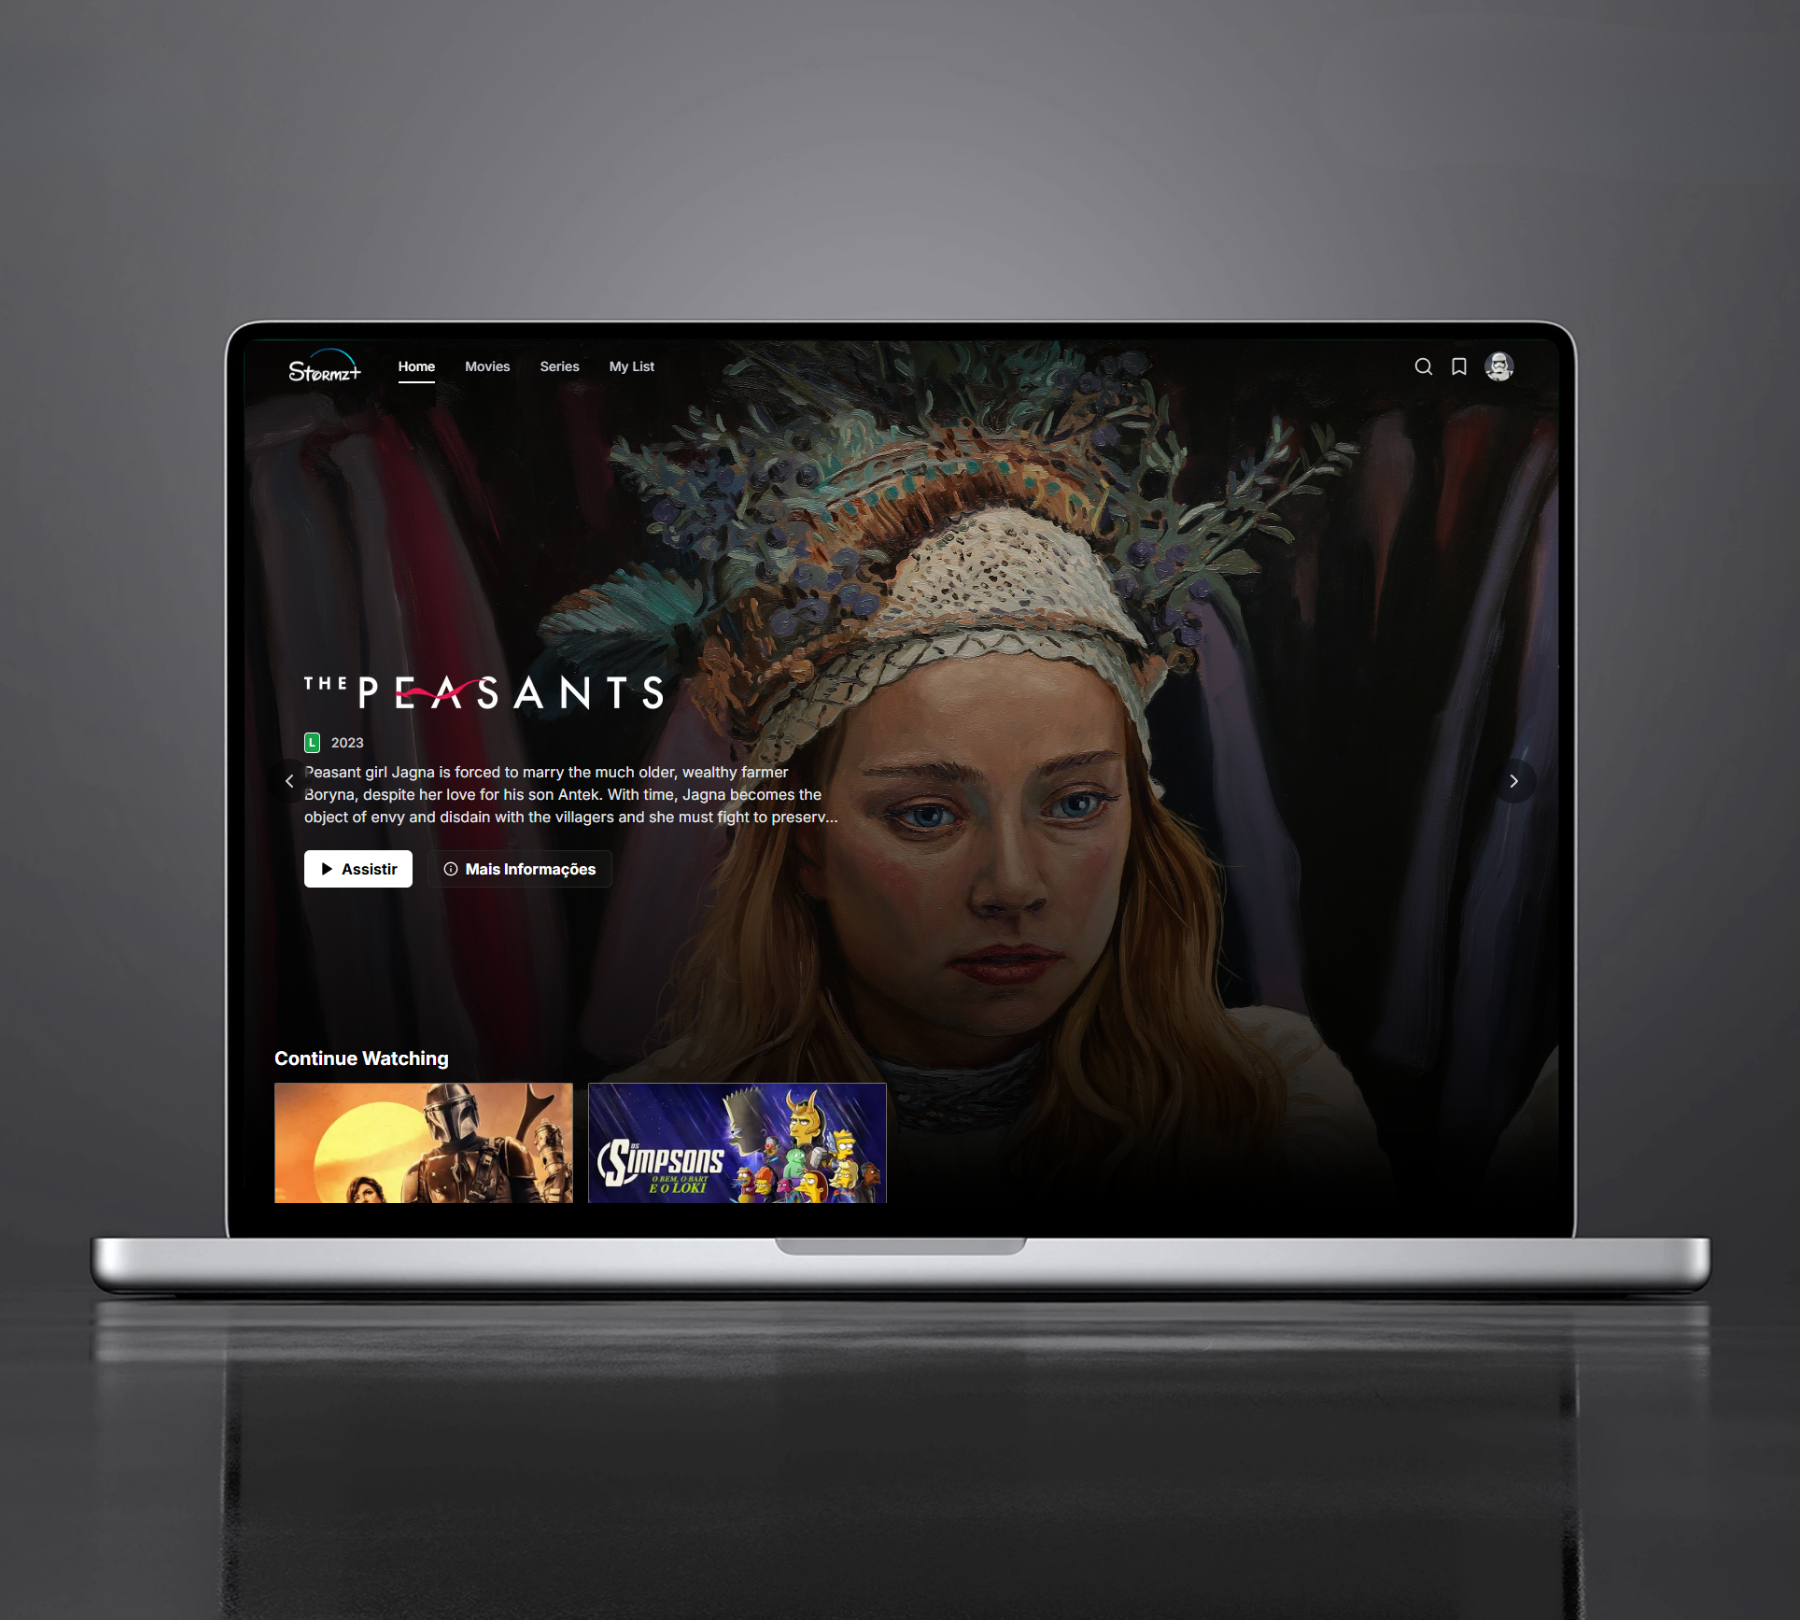 Stormz+
Home
Movies
Series
My List
THE PEASANTS
L
2023
Peasant girl Jagna is forced to marry the much older, wealthy farmer
Boryna, despite her love for his son Antek. With time, Jagna becomes the
object of envy and disdain with the villagers and she must fight to preserv...
Assistir
Mais Informações
Continue Watching
OS
SIMPSONS
O BEM, O BART
E O LOKI